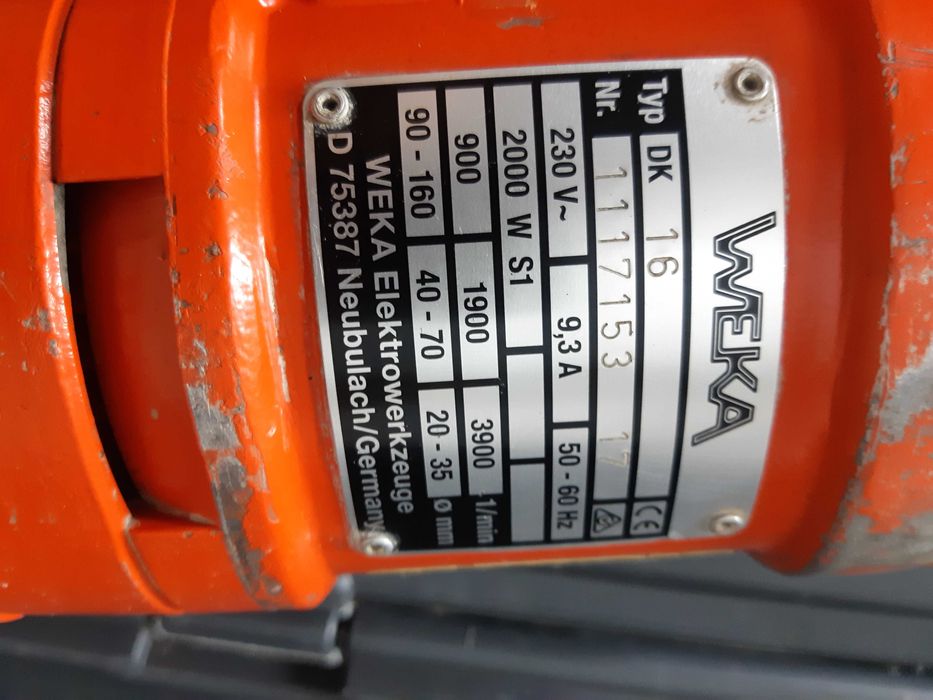 WEKA
Typ DK 16 CE
Nr. 1117153 17
230 V~ 9,3 A 50 - 60 Hz
2000 W S1
900 1900 3900 1/min
90 - 160 40 - 70 20 - 35 ø mm
WEKA Elektrowerkzeuge
D 75387 Neubulach/Germany